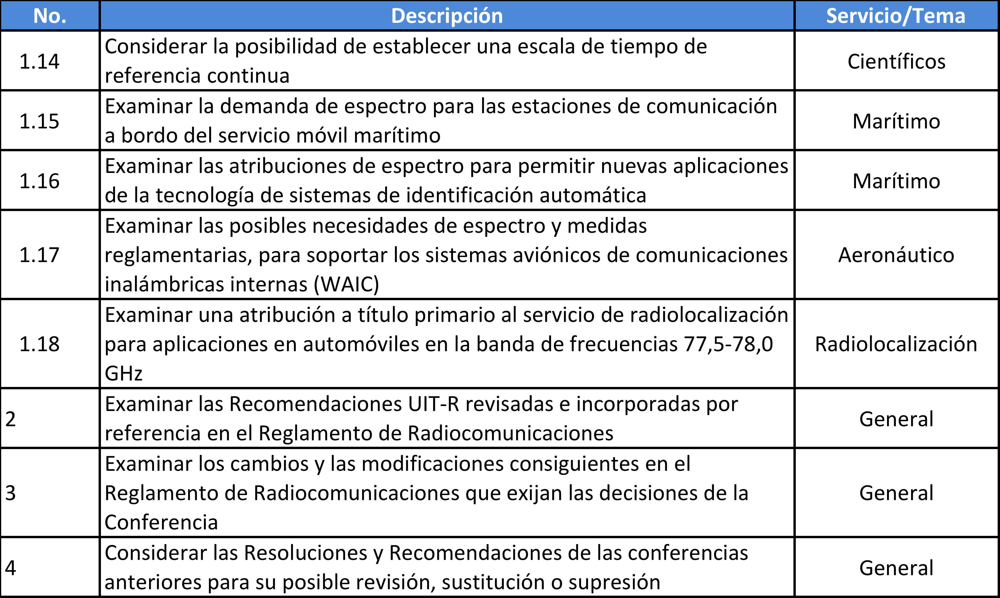 No. Descripción Servicio/Tema
1.14 Considerar la posibilidad de establecer una escala de tiempo de
referencia continua Científicos
1.15 Examinar la demanda de espectro para las estaciones de comunicación
a bordo del servicio móvil marítimo Marítimo
1.16 Examinar las atribuciones de espectro para permitir nuevas aplicaciones
de la tecnología de sistemas de identificación automática Marítimo
Examinar las posibles necesidades de espectro y medidas
1.17 reglamentarias, para soportar los sistemas aviónicos de comunicaciones Aeronáutico
inalámbricas internas (WAIC)
Examinar una atribución a título primario al servicio de radiolocalización
1.18 para aplicaciones en automóviles en la banda de frecuencias 77,5-78,0 Radiolocalización
GHz
2 Examinar las Recomendaciones UIT-R revisadas e incorporadas por
referencia en el Reglamento de Radiocomunicaciones General
Examinar los cambios y las modificaciones consiguientes en el
3 Reglamento de Radiocomunicaciones que exijan las decisiones de la General
Conferencia
4 Considerar las Resoluciones y Recomendaciones de las conferencias
anteriores para su posible revisión, sustitución o supresión General